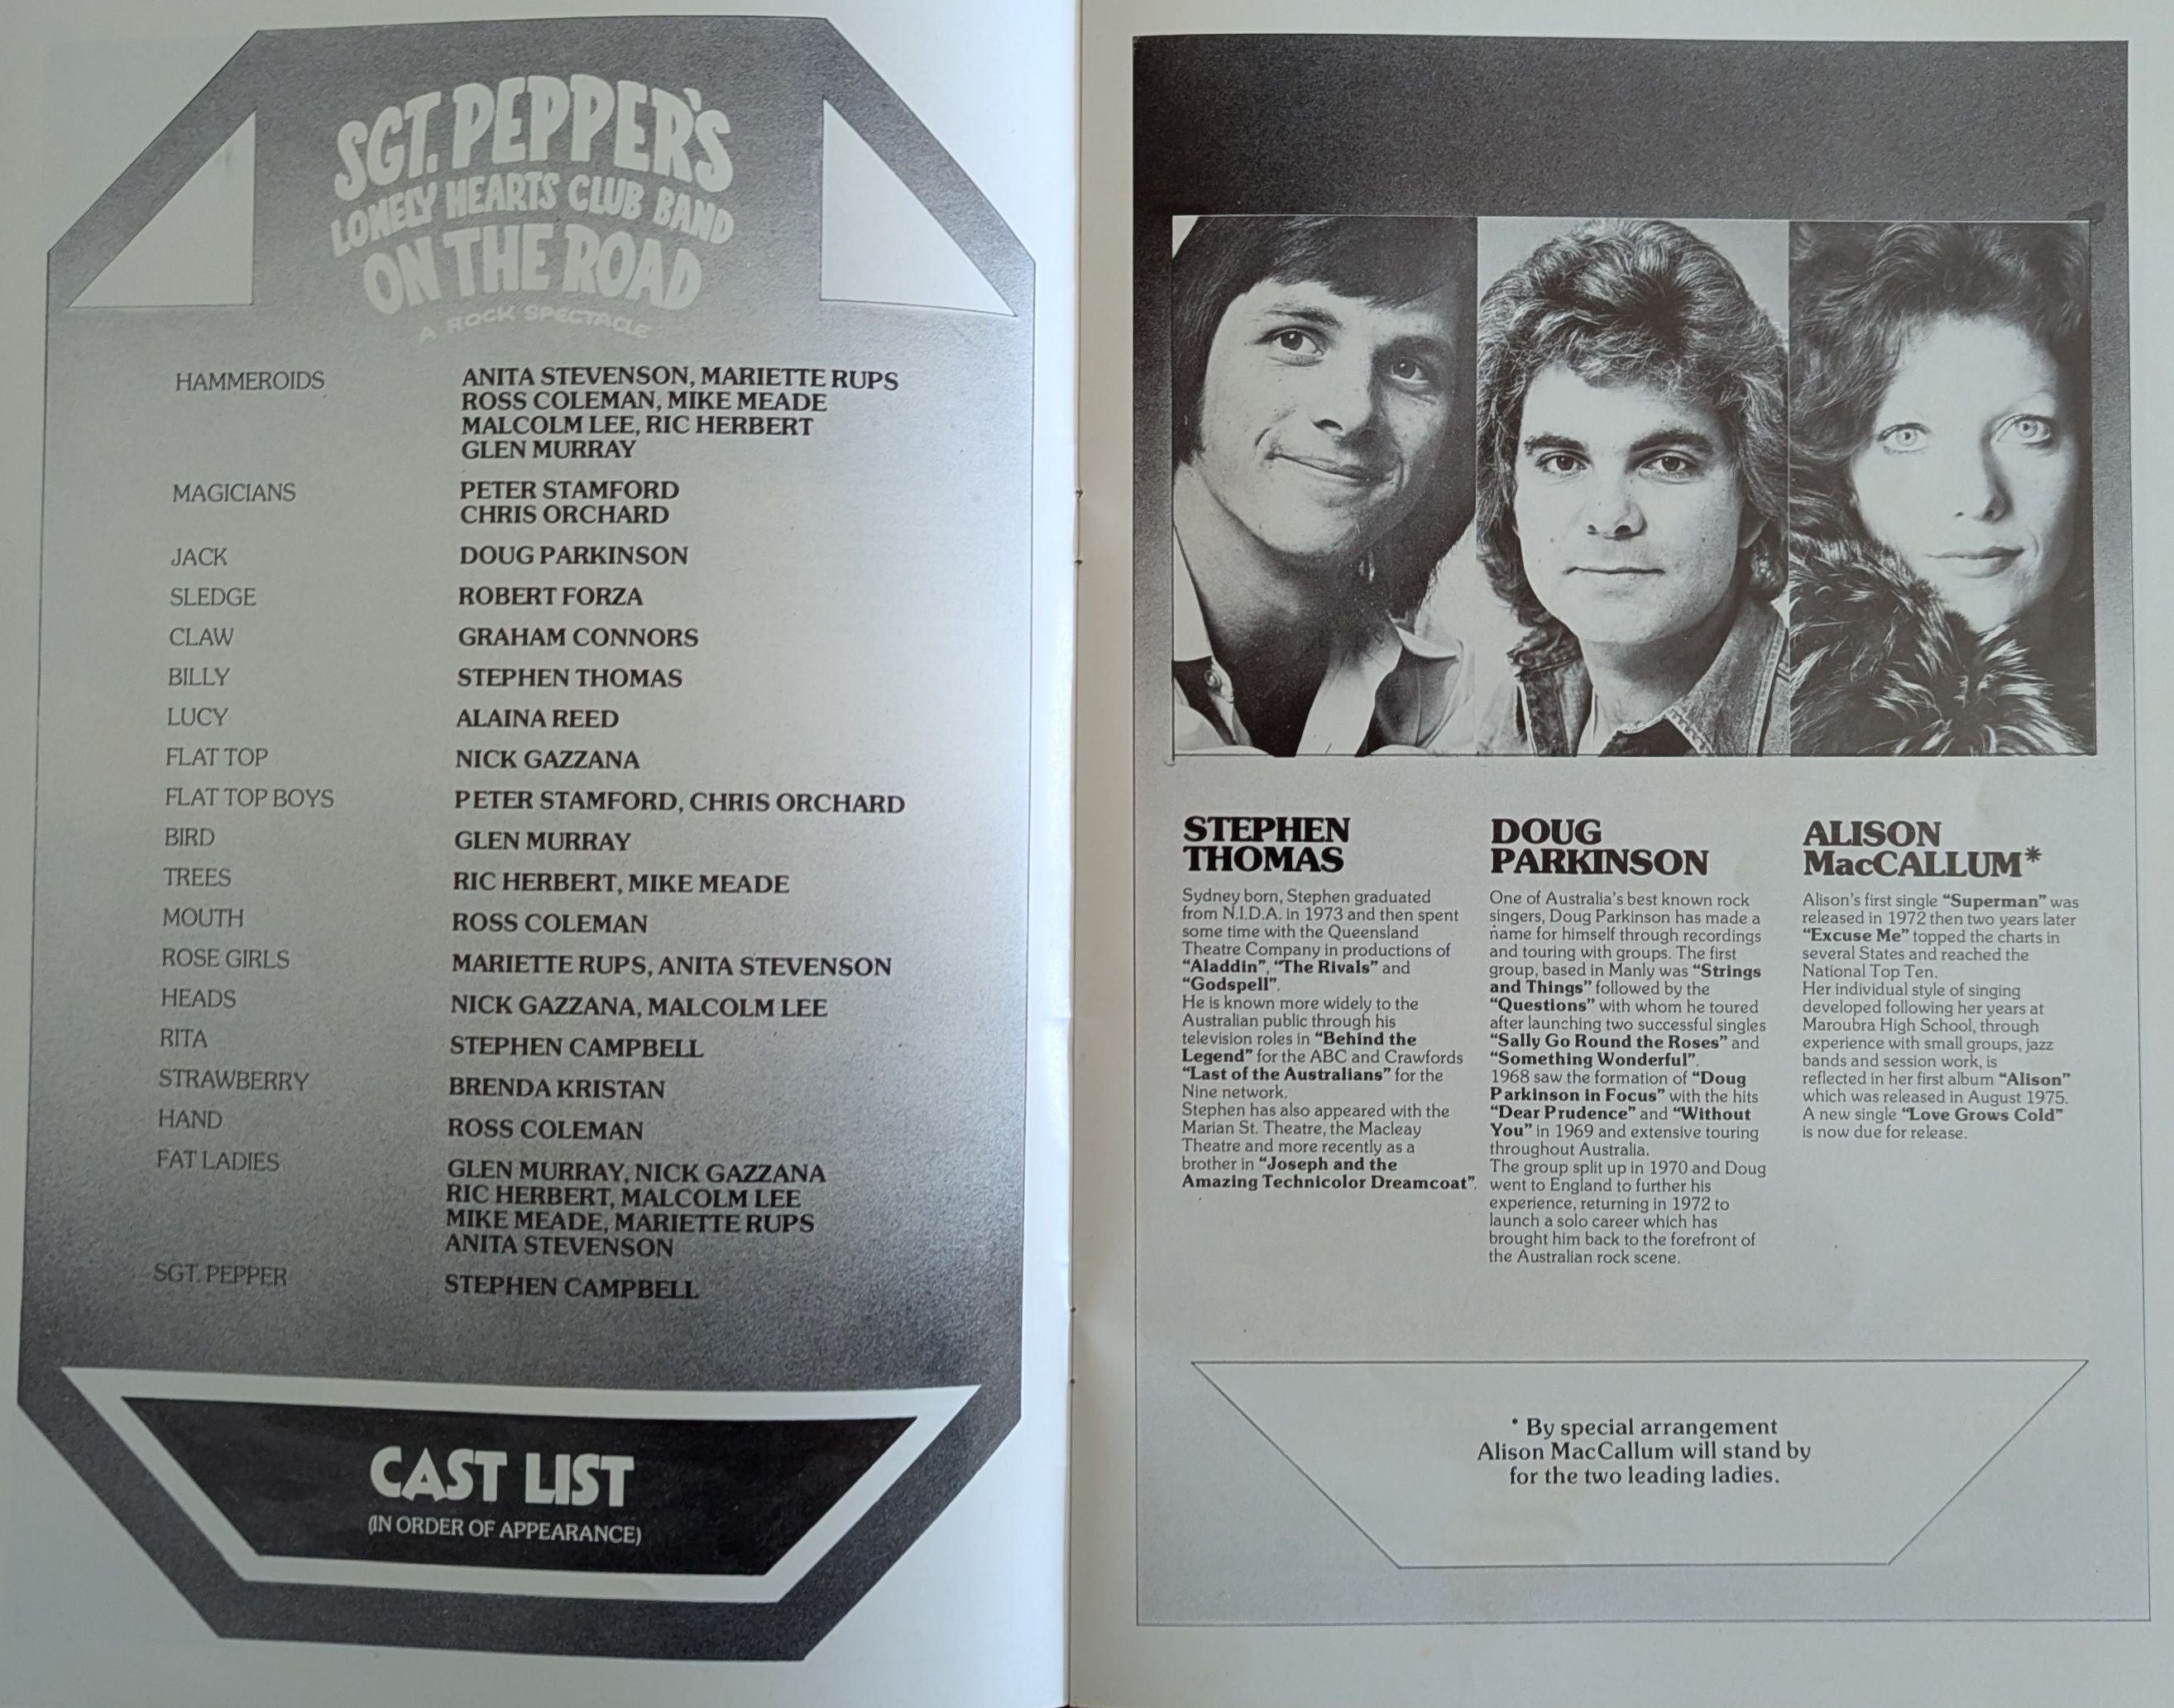 SGT. PEPPER'S
LONELY HEARTS CLUB BAND
ON THE ROAD
A ROCK SPECTACLE
HAMMEROIDS ANITA STEVENSON, MARIETTE RUPS
ROSS COLEMAN, MIKE MEADE
MALCOLM LEE, RIC HERBERT
GLEN MURRAY
MAGICIANS PETER STAMFORD
CHRIS ORCHARD
JACK DOUG PARKINSON
SLEDGE ROBERT FORZA
CLAW GRAHAM CONNORS
BILLY STEPHEN THOMAS
LUCY ALAINA REED
FLAT TOP NICK GAZZANA
FLAT TOP BOYS PETER STAMFORD, CHRIS ORCHARD
BIRD GLEN MURRAY
TREES RIC HERBERT, MIKE MEADE
MOUTH ROSS COLEMAN
ROSE GIRLS MARIETTE RUPS, ANITA STEVENSON
HEADS NICK GAZZANA, MALCOLM LEE
RITA STEPHEN CAMPBELL
STRAWBERRY BRENDA KRISTAN
HAND ROSS COLEMAN
FAT LADIES GLEN MURRAY, NICK GAZZANA
RIC HERBERT, MALCOLM LEE
MIKE MEADE, MARIETTE RUPS
ANITA STEVENSON
SGT. PEPPER STEPHEN CAMPBELL
CAST LIST
(IN ORDER OF APPEARANCE)
STEPHEN
THOMAS
Sydney born, Stephen graduated
from N.I.D.A. in 1973 and then spent
some time with the Queensland
Theatre Company in productions of
"Aladdin", "The Rivals" and
"Godspell".
He is known more widely to the
Australian public through his
television roles in "Behind the
Legend" for the ABC and Crawfords
"Last of the Australians" for the
Nine network.
Stephen has also appeared with the
Marian St. Theatre, the Macleay
Theatre and more recently as a
brother in "Joseph and the
Amazing Technicolor Dreamcoat".
DOUG
PARKINSON
One of Australia's best known rock
singers, Doug Parkinson has made a
name for himself through recordings
and touring with groups. The first
group, based in Manly was "Strings
and Things" followed by the
"Questions" with whom he toured
after launching two successful singles
"Sally Go Round the Roses" and
"Something Wonderful".
1968 saw the formation of "Doug
Parkinson In Focus" with the hits
"Dear Prudence" and "Without
You" in 1969 and extensive touring
throughout Australia.
The group split up in 1970 and Doug
went to England to further his
experience, returning in 1972 to
launch a solo career which has
brought him back to the forefront of
the Australian rock scene.
ALISON
MacCALLUM*
Alison's first single "Superman" was
released in 1972 then two years later
"Excuse Me" topped the charts in
several States and reached the
National Top Ten.
Her individual style of singing
developed following her years at
Maroubra High School, through
experience with small groups, jazz
bands and session work, is
reflected in her first album "Alison"
which was released in August 1975.
A new single "Love Grows Cold"
is now due for release.
* By special arrangement
Alison MacCallum will stand by
for the two leading ladies.